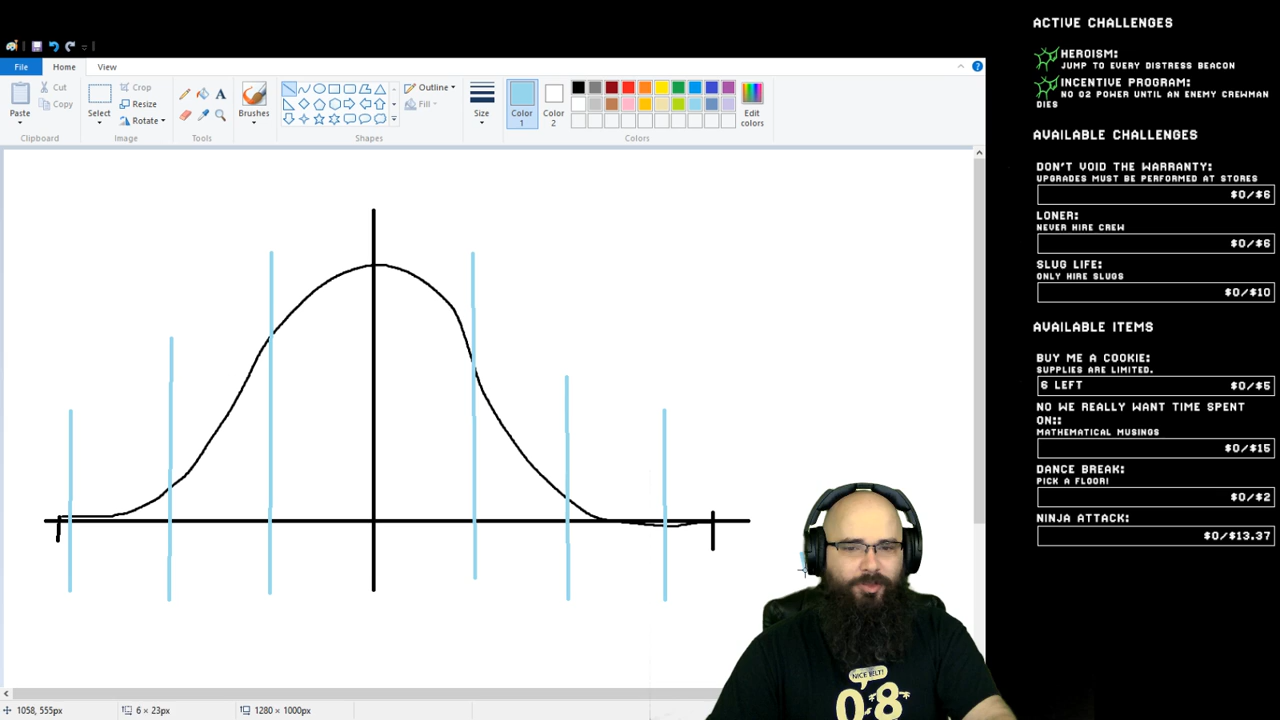 File
Home
View
Paste
Cut
Copy
Clipboard
Select
Crop
Resize
Rotate
Image
Tools
Brushes
Outline
Fill
Shapes
Size
Color
1
Color
2
Edit
colors
Colors
1058, 555px
6 × 23px
1280 × 1000px
NICE BELT!
0 8
ACTIVE CHALLENGES
HEROISM:
JUMP TO EVERY DISTRESS BEACON
INCENTIVE PROGRAM:
NO O2 POWER UNTIL AN ENEMY CREWMAN
DIES
AVAILABLE CHALLENGES
DON'T VOID THE WARRANTY:
UPGRADES MUST BE PERFORMED AT STORES
$0/$6
LONER:
NEVER HIRE CREW
$0/$6
SLUG LIFE:
ONLY HIRE SLUGS
$0/$10
AVAILABLE ITEMS
BUY ME A COOKIE:
SUPPLIES ARE LIMITED.
6 LEFT $0/$5
NO WE REALLY WANT TIME SPENT
ON::
MATHEMATICAL MUSINGS
$0/$15
DANCE BREAK:
PICK A FLOOR!
$0/$2
NINJA ATTACK:
$0/$13.37